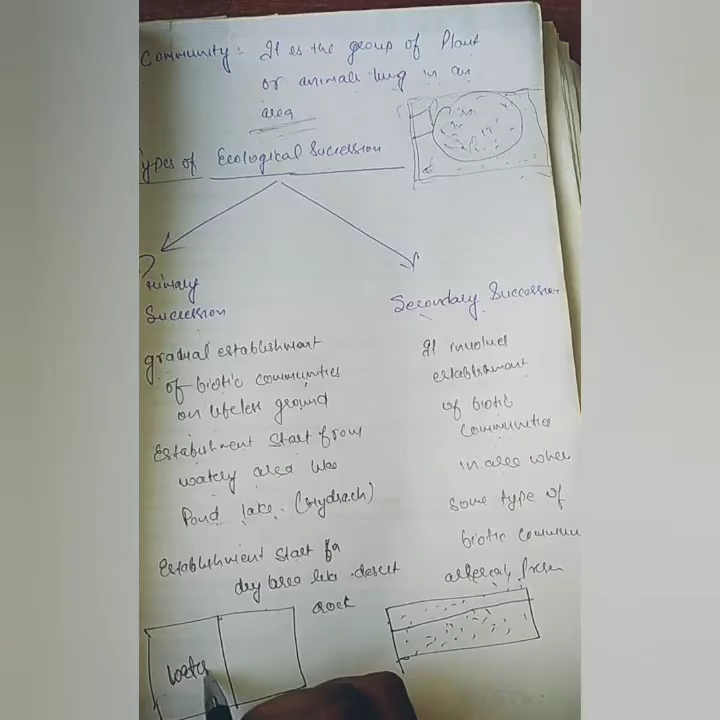 Community: It is the group of Plant
or animals living in an
area
Types of Ecological Succession
Primary
Succession
gradual establishment
of biotic communities
on lifeless ground
Establishment start from
watery area like
Pond lake. (Hydrach)
Establishment start fo
dry area like desert
rock
Secondary Succession
It involves
establishment
of biotic
communities
in area when
some type of
biotic commun
already
Water